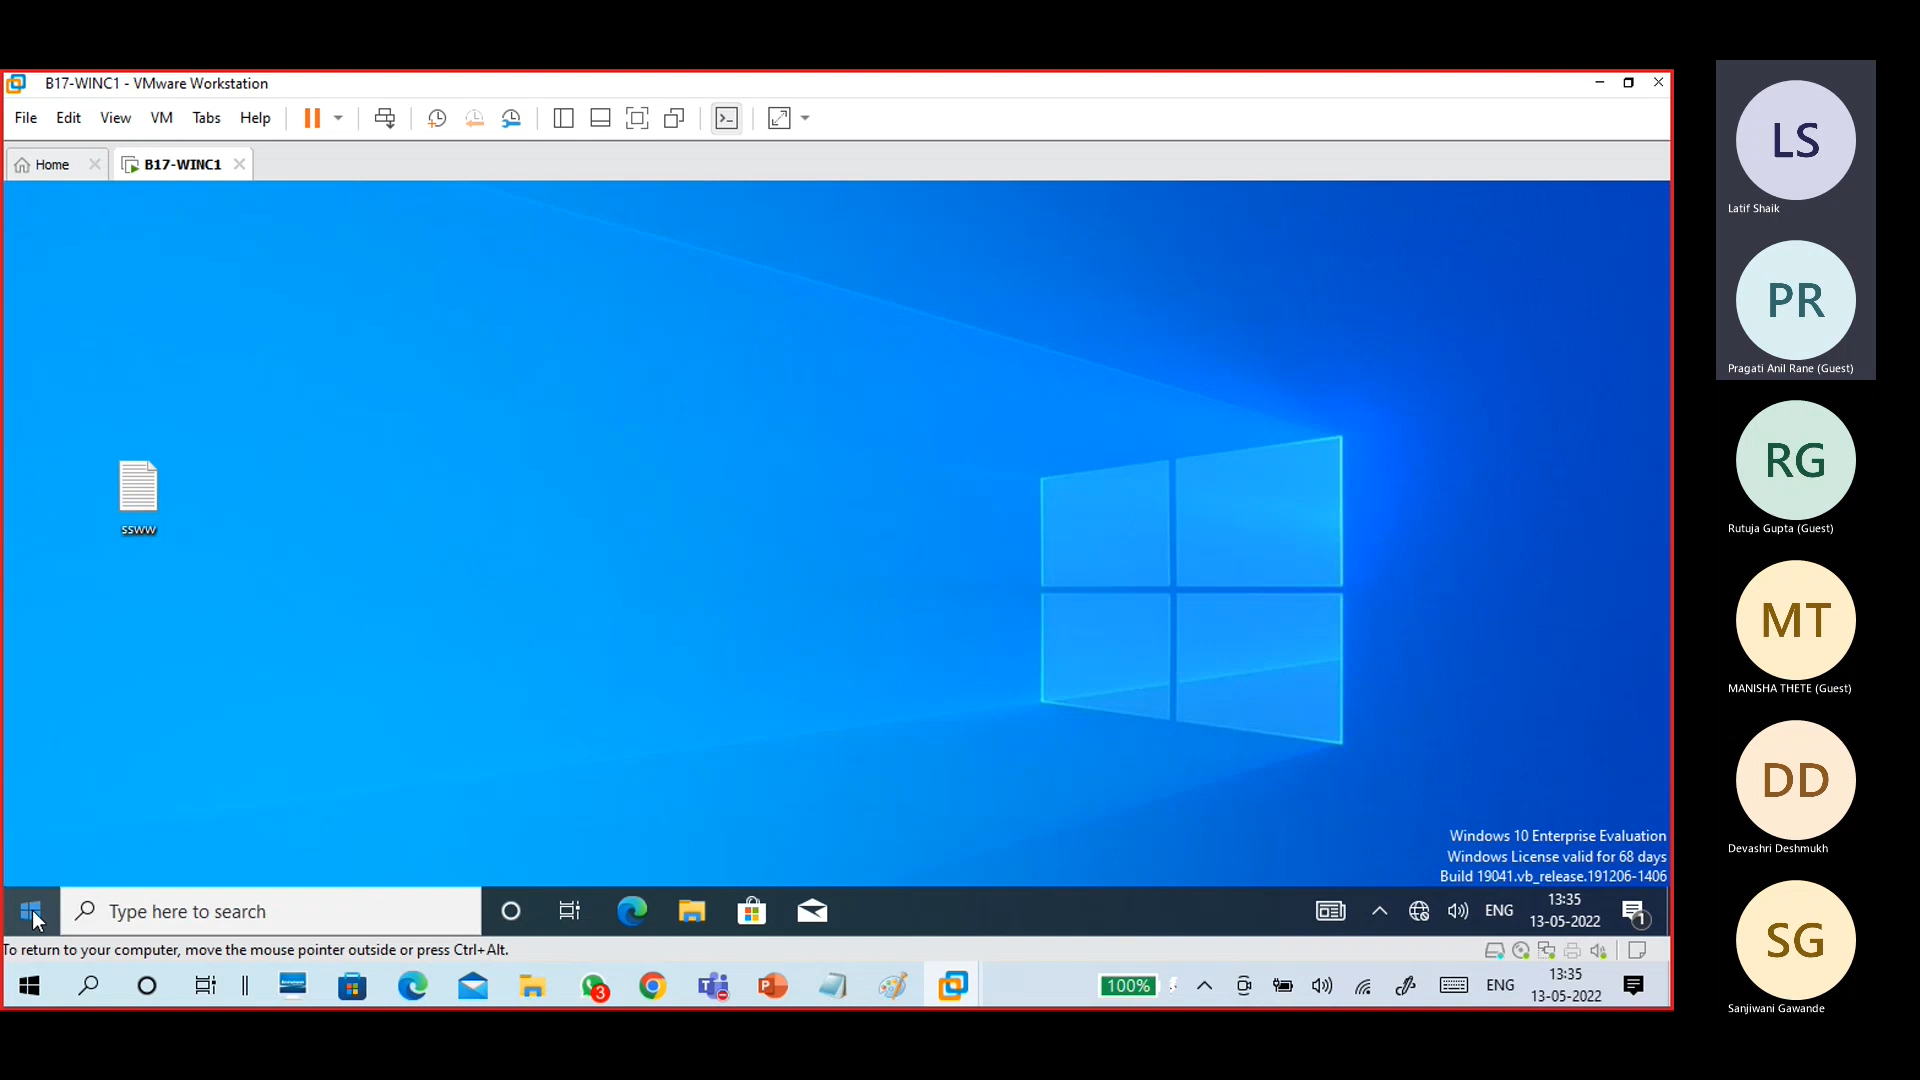 B17-WINC1 - VMware Workstation
File Edit View VM Tabs Help
Home B17-WINC1
ssww
Windows 10 Enterprise Evaluation
Windows License valid for 68 days
Build 19041.vb_release.191206-1406
Type here to search
ENG
13:35
13-05-2022
1
To return to your computer, move the mouse pointer outside or press Ctrl+Alt.
3
100%
ENG
13:35
13-05-2022
LS
Latif Shaik
PR
Pragati Anil Rane (Guest)
RG
Rutuja Gupta (Guest)
MT
MANISHA THETE (Guest)
DD
Devashri Deshmukh
SG
Sanjiwani Gawande